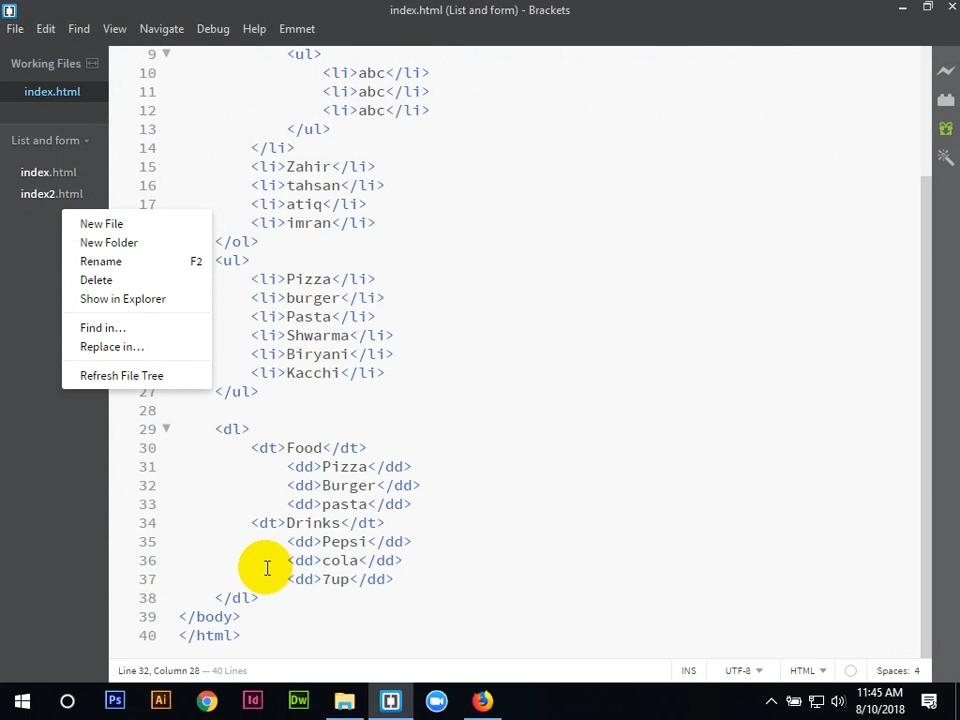 index.html (List and form) - Brackets
File Edit Find View Navigate Debug Help Emmet
Working Files
index.html
List and form
index.html
index2.html
New File
New Folder
Rename F2
Delete
Show in Explorer
Find in…
Replace in…
Refresh File Tree
9 <ul>
10 <li>abc</li>
11 <li>abc</li>
12 <li>abc</li>
13 </ul>
14 </li>
15 <li>Zahir</li>
16 <li>tahsan</li>
17 <li>atiq</li>
<li>imran</li>
</ol>
<ul>
<li>Pizza</li>
<li>burger</li>
<li>Pasta</li>
<li>Shwarma</li>
<li>Biryani</li>
<li>Kacchi</li>
27 </ul>
28
29 <dl>
30 <dt>Food</dt>
31 <dd>Pizza</dd>
32 <dd>Burger</dd>
33 <dd>pasta</dd>
34 <dt>Drinks</dt>
35 <dd>Pepsi</dd>
36 <dd>cola</dd>
37 <dd>7up</dd>
38 </dl>
39 </body>
40 </html>
Line 32, Column 28 — 40 Lines
INS UTF-8 HTML Spaces: 4
Ps Ai Id Dw
11:45 AM
8/10/2018